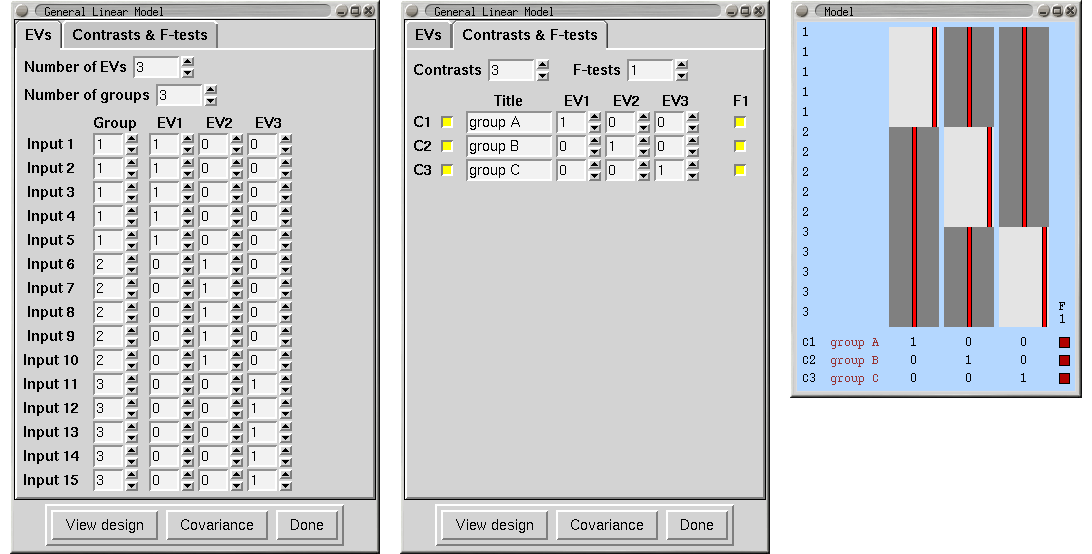 General Linear Model
EVs Contrasts & F-tests
Number of EVs 3
Number of groups 3
Group EV1 EV2 EV3
Input 1 1 1 0 0
Input 2 1 1 0 0
Input 3 1 1 0 0
Input 4 1 1 0 0
Input 5 1 1 0 0
Input 6 2 0 1 0
Input 7 2 0 1 0
Input 8 2 0 1 0
Input 9 2 0 1 0
Input 10 2 0 1 0
Input 11 3 0 0 1
Input 12 3 0 0 1
Input 13 3 0 0 1
Input 14 3 0 0 1
Input 15 3 0 0 1
View design Covariance Done
General Linear Model
EVs Contrasts & F-tests
Contrasts 3 F-tests 1
Title EV1 EV2 EV3 F1
C1 group A 1 0 0
C2 group B 0 1 0
C3 group C 0 0 1
View design Covariance Done
Model
1
1
1
1
1
2
2
2
2
2
3
3
3
3
3
F
1
C1 group A 1 0 0
C2 group B 0 1 0
C3 group C 0 0 1